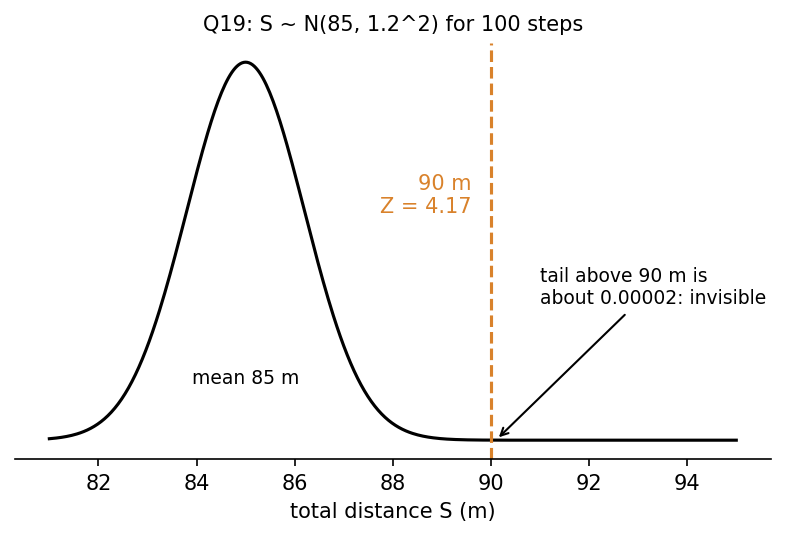 Q19: S ~ N(85, 1.2^2) for 100 steps
90 m
Z = 4.17
tail above 90 m is
about 0.00002: invisible
mean 85 m
82 84 86 88 90 92 94
total distance S (m)